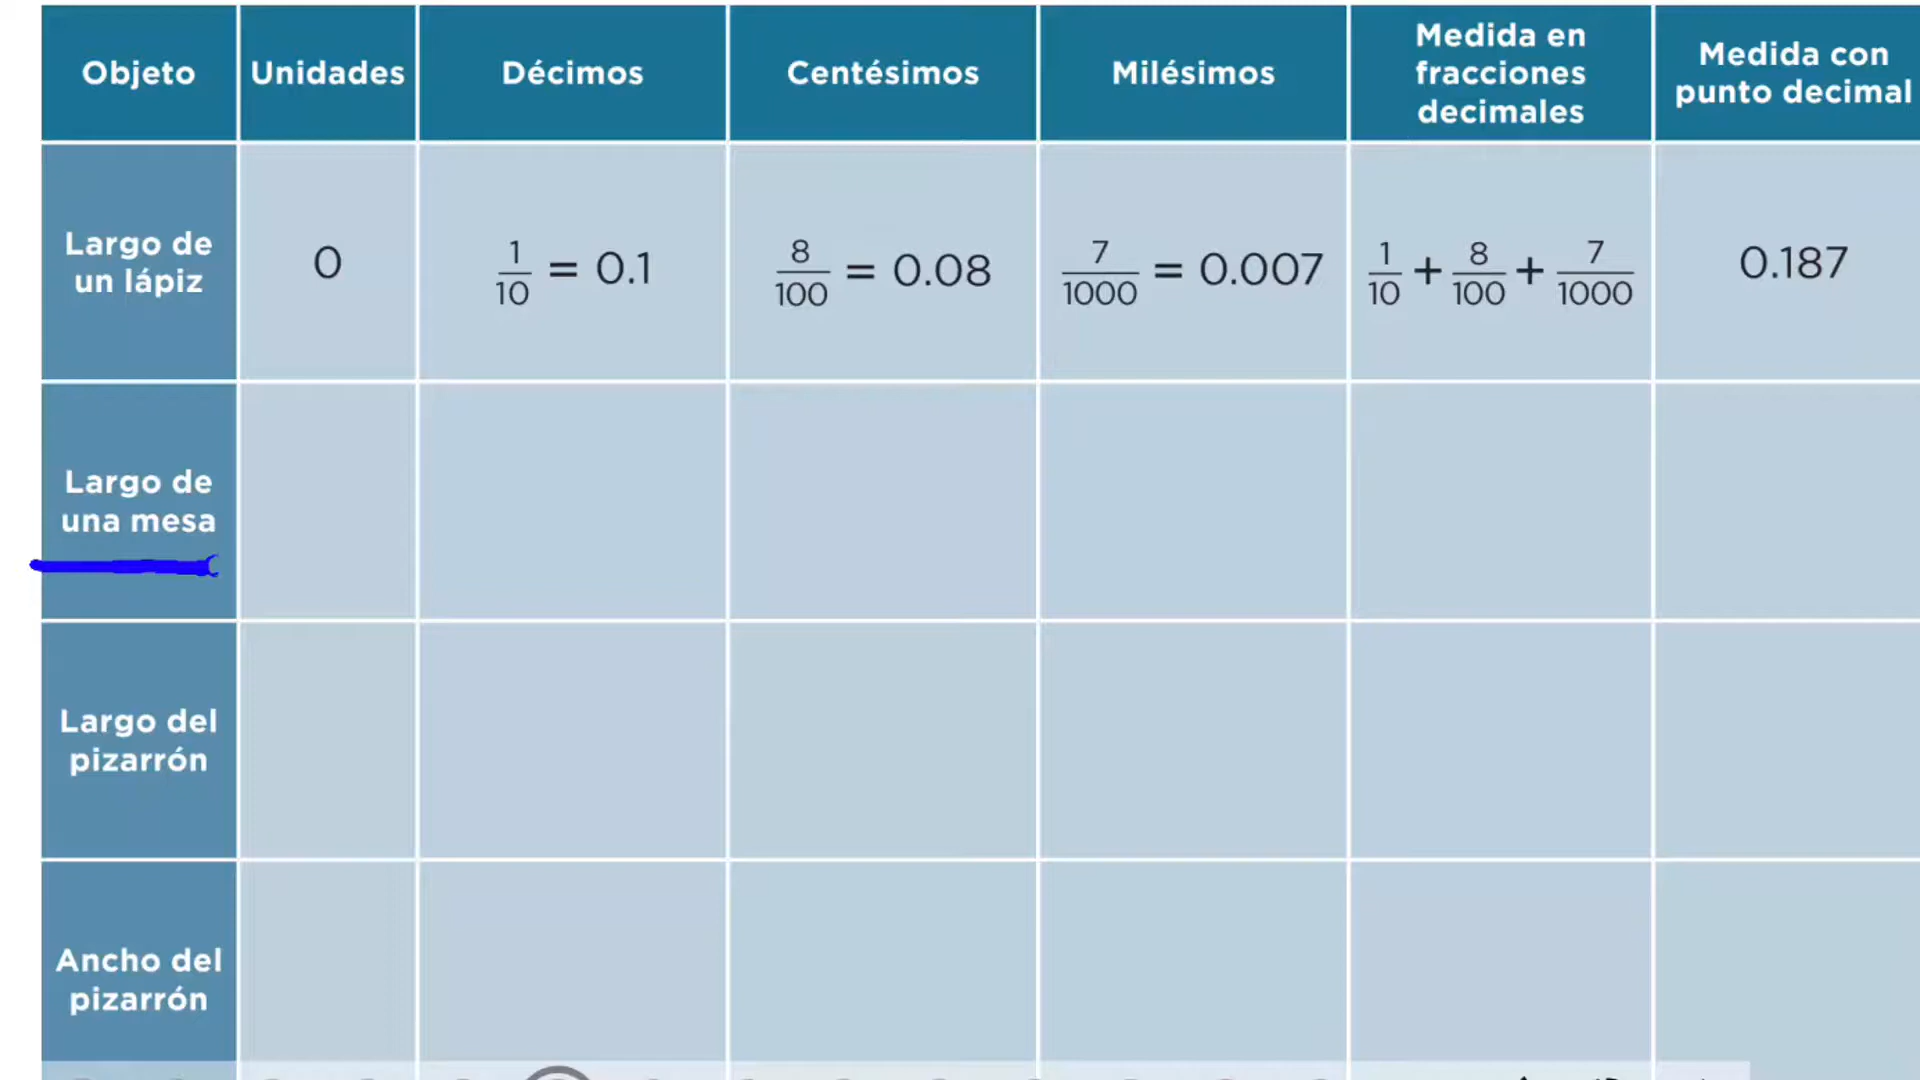 Objeto
Unidades
Décimos
Centésimos
Milésimos
Medida en
fracciones
decimales
Medida con
punto decimal
Largo de
un lápiz
0
1/10 = 0.1
8/100 = 0.08
7/1000 = 0.007
1/10 + 8/100 + 7/1000
0.187
Largo de
una mesa
Largo del
pizarrón
Ancho del
pizarrón